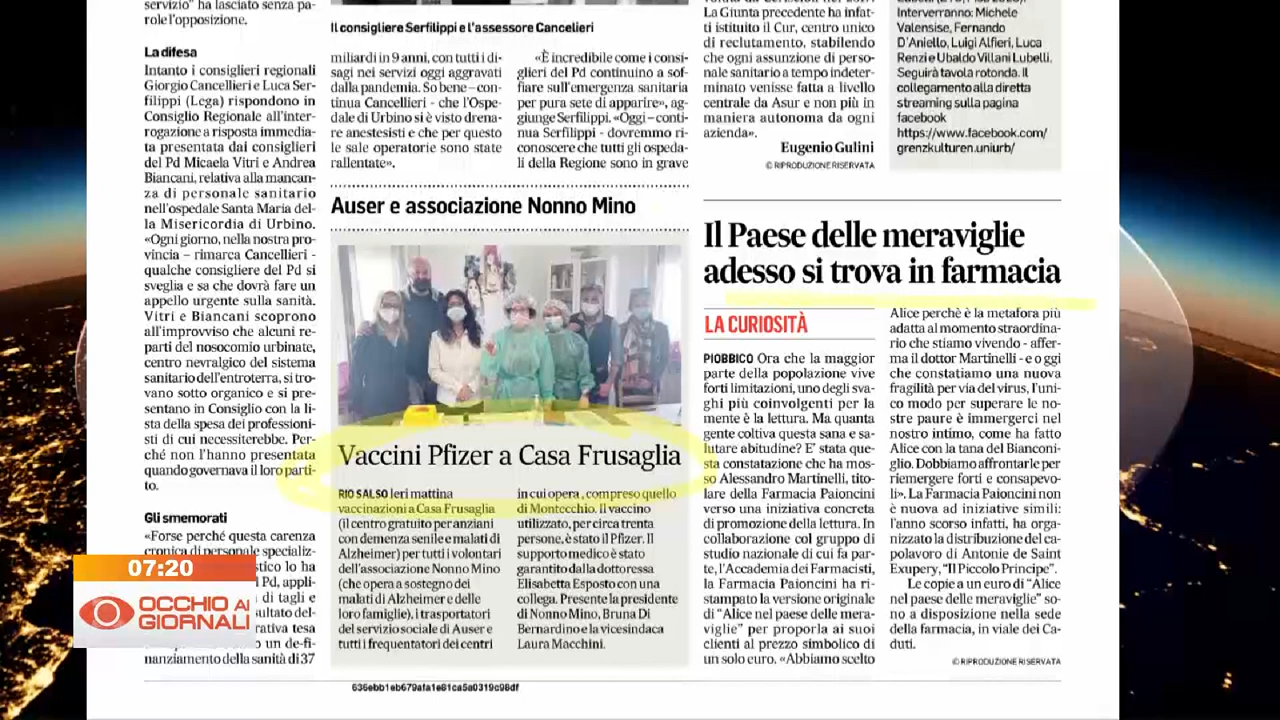 servizio" ha lasciato senza pa-
role l'opposizione.
La difesa
Intanto i consiglieri regionali
Giorgio Cancellieri e Luca Ser-
filippi (Lega) rispondono in
Consiglio Regionale all'inter-
rogazione a risposta immedia-
ta presentata dai consiglieri
del Pd Micaela Vitri e Andrea
Biancani, relativa alla mancan-
za di personale sanitario
nell'ospedale Santa Maria del-
la Misericordia di Urbino.
«Ogni giorno, nella nostra pro-
vincia – rimarca Cancellieri -
qualche consigliere del Pd si
sveglia e sa che dovrà fare un
appello urgente sulla sanità.
Vitri e Biancani scoprono
all'improvviso che alcuni re-
parti del nosocomio urbinate,
centro nevralgico del sistema
sanitario dell'entroterra, si tro-
vano sotto organico e si pre-
sentano in Consiglio con la li-
sta della spesa dei professioni-
sti di cui necessiterebbe. Per-
ché non l'hanno presentata
quando governava il loro parti-
to.
Gli smemorati
«Forse perché questa carenza
cronica di personale specializ-
stico lo ha
l Pd, appli-
di tagli e
sultato del-
rativa tesa
o un de-fi-
nanziamento della sanità di 37
Il consigliere Serfilippi e l'assessore Cancellieri
miliardi in 9 anni, con tutti i di-
sagi nei servizi oggi aggravati
dalla pandemia. So bene – con-
tinua Cancellieri - che l'Ospe-
dale di Urbino si è visto drena-
re anestesisti e che per questo
le sale operatorie sono state
rallentate».
«È incredibile come i consi-
glieri del Pd continuino a sof-
fiare sull'emergenza sanitaria
per pura sete di apparire», ag-
giunge Serfilippi. «Oggi – conti-
nua Serfilippi - dovremmo ri-
conoscere che tutti gli ospeda-
li della Regione sono in grave
Auser e associazione Nonno Mino
Vaccini Pfizer a Casa Frusaglia
RIO SALSO Ieri mattina
vaccinazioni a Casa Frusaglia
(il centro gratuito per anziani
con demenza senile e malati di
Alzheimer) per tutti i volontari
dell'associazione Nonno Mino
(che opera a sostegno dei
malati di Alzheimer e delle
loro famiglie), i trasportatori
del servizio sociale di Auser e
tutti i frequentatori dei centri
in cui opera , compreso quello
di Montecchio. Il vaccino
utilizzato, per circa trenta
persone, è stato il Pfizer. Il
supporto medico è stato
garantito dalla dottoressa
Elisabetta Esposto con una
collega. Presente la presidente
di Nonno Mino, Bruna Di
Bernardino e la vicesindaca
Laura Macchini.
La Giunta precedente ha infat-
ti istituito il Cur, centro unico
di reclutamento, stabilendo
che ogni assunzione di perso-
nale sanitario a tempo indeter-
minato venisse fatta a livello
centrale da Asur e non più in
maniera autonoma da ogni
azienda».
Eugenio Gulini
© RIPRODUZIONE RISERVATA
Interverranno: Michele
Valensise, Fernando
D'Aniello, Luigi Alfieri, Luca
Renzi e Ubaldo Villani Lubelli.
Seguirà tavola rotonda. Il
collegamento alla diretta
streaming sulla pagina
facebook
https://www.facebook.com/
grenzkulturen.uniurb/
Il Paese delle meraviglie
adesso si trova in farmacia
LA CURIOSITÀ
PIOBBICO Ora che la maggior
parte della popolazione vive
forti limitazioni, uno degli sva-
ghi più coinvolgenti per la
mente è la lettura. Ma quanta
gente coltiva questa sana e sa-
lutare abitudine? E' stata que-
sta constatazione che ha mos-
so Alessandro Martinelli, tito-
lare della Farmacia Paioncini
verso una iniziativa concreta
di promozione della lettura. In
collaborazione col gruppo di
studio nazionale di cui fa par-
te, l'Accademia dei Farmacisti,
la Farmacia Paioncini ha ri-
stampato la versione originale
di "Alice nel paese delle mera-
viglie" per proporla ai suoi
clienti al prezzo simbolico di
un solo euro. «Abbiamo scelto
Alice perchè è la metafora più
adatta al momento straordina-
rio che stiamo vivendo - affer-
ma il dottor Martinelli - e o ggi
che constatiamo una nuova
fragilità per via del virus, l'uni-
co modo per superare le no-
stre paure è immergerci nel
nostro intimo, come ha fatto
Alice con la tana del Bianconi-
glio. Dobbiamo affrontarle per
riemergere forti e consapevo-
li». La Farmacia Paioncini non
è nuova ad iniziative simili:
l'anno scorso infatti, ha orga-
nizzato la distribuzione del ca-
polavoro di Antonie de Saint
Exupery, “Il Piccolo Principe”.
Le copie a un euro di “Alice
nel paese delle meraviglie” so-
no a disposizione nella sede
della farmacia, in viale dei Ca-
duti.
© RIPRODUZIONE RISERVATA
07:20
OCCHIO AI
GIORNALI
636ebb1eb679afa1e81ca5a0319c98df